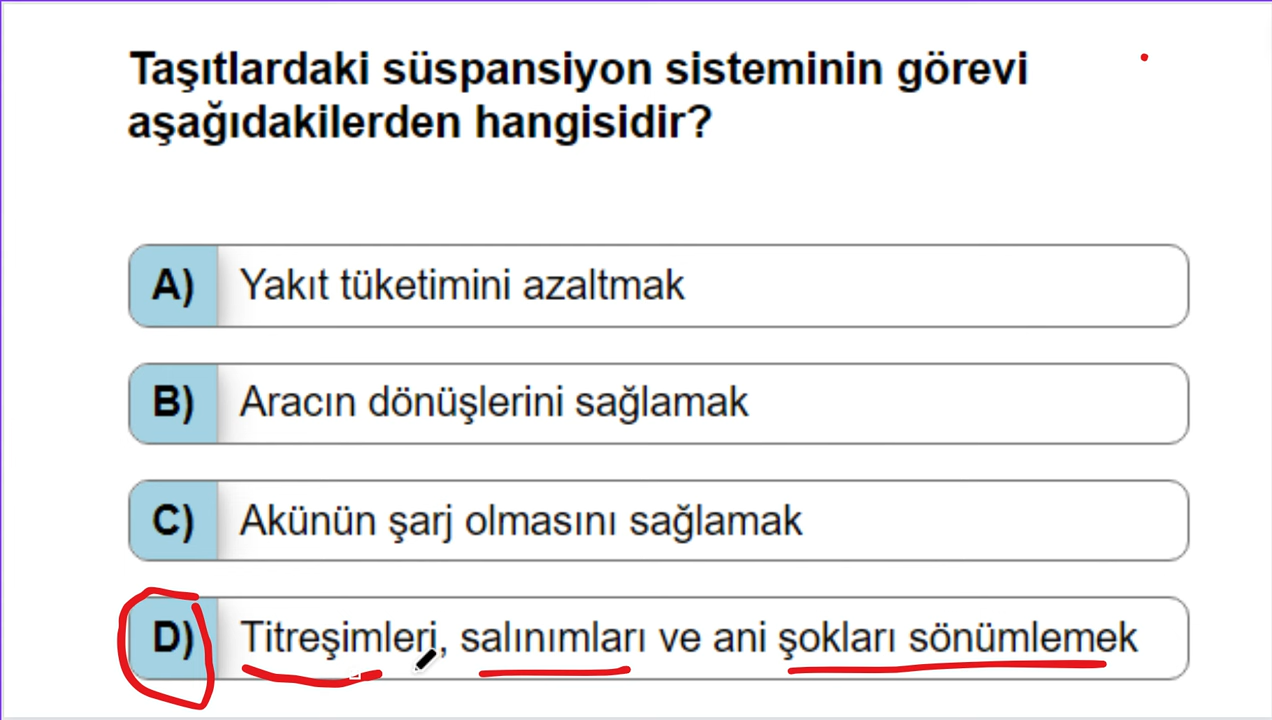 Taşıtlardaki süspansiyon sisteminin görevi
aşağıdakilerden hangisidir?
A) Yakıt tüketimini azaltmak
B) Aracın dönüşlerini sağlamak
C) Akünün şarj olmasını sağlamak
D) Titreşimleri, salınımları ve ani şokları sönümlemek